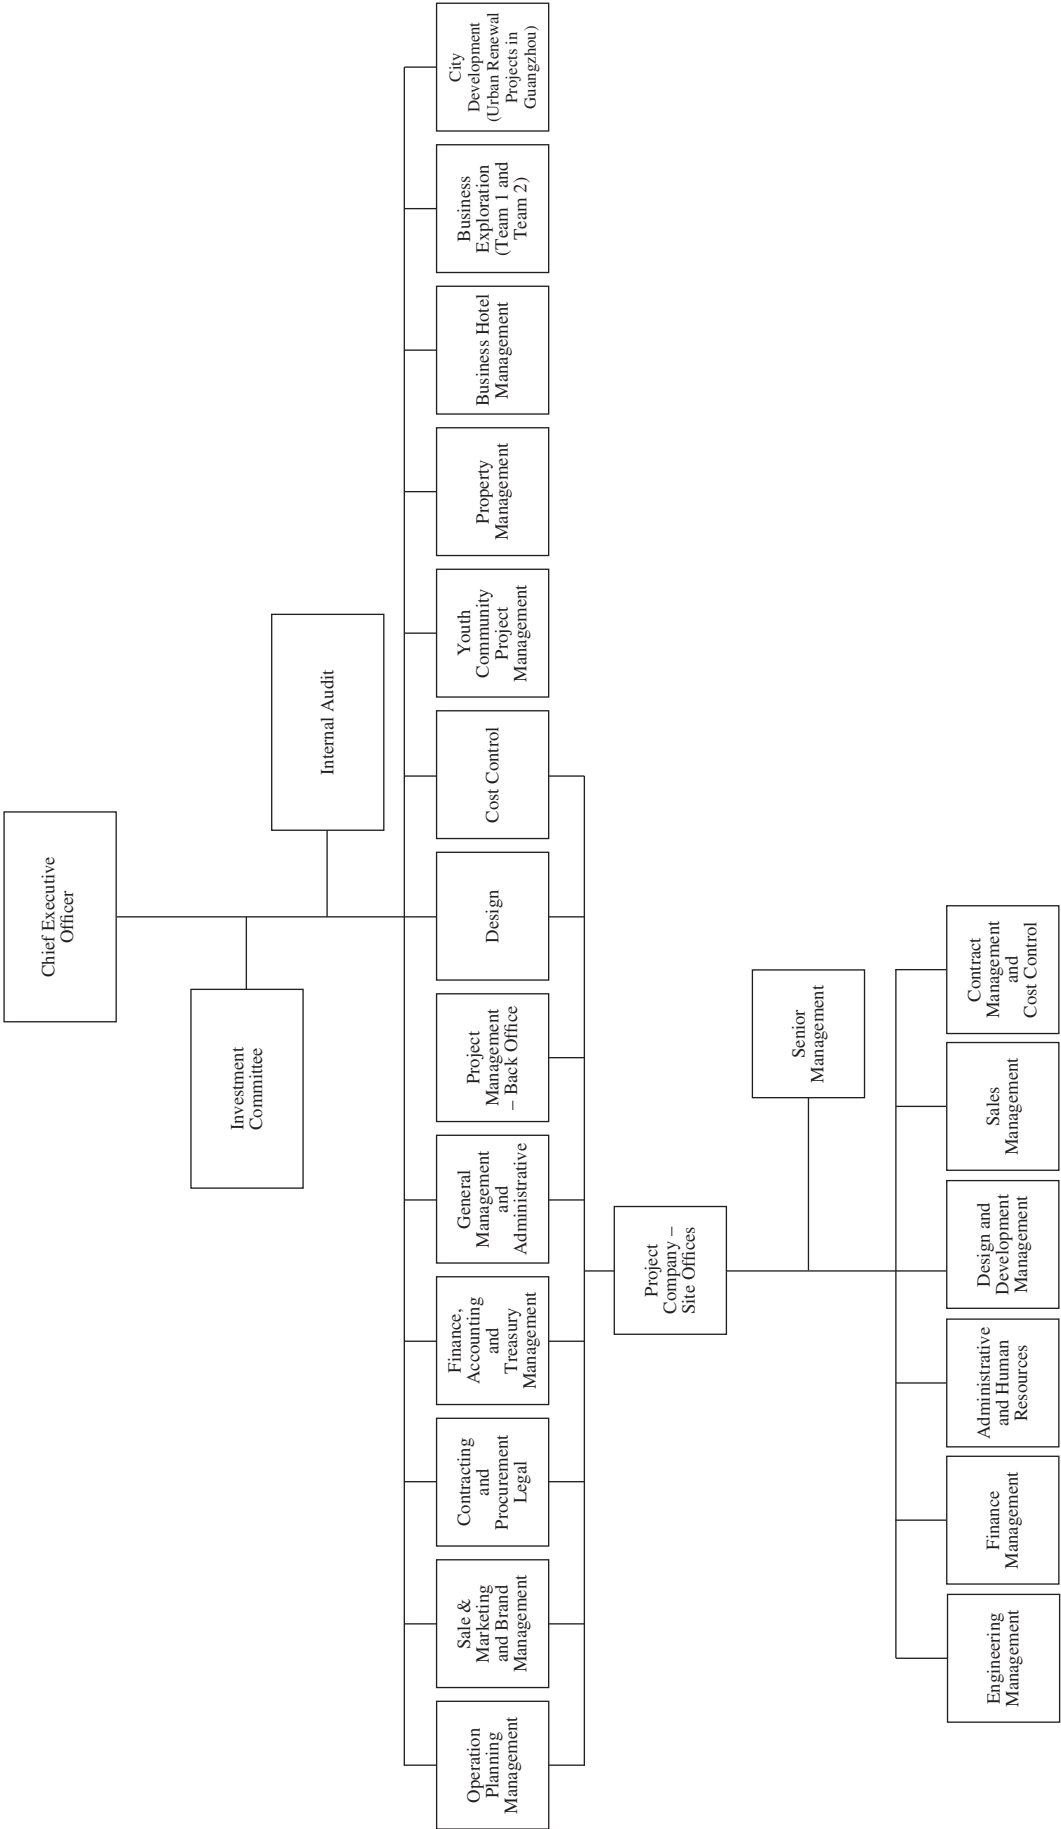 Chief Executive
Officer
Investment
Committee
Internal Audit
Operation
Planning
Management
Sale &
Marketing
and Brand
Management
Contracting
and
Procurement
Legal
Finance,
Accounting
and
Treasury
Management
General
Management
and
Administrative
Project
Management
– Back Office
Design
Cost Control
Youth
Community
Project
Management
Property
Management
Business Hotel
Management
Business
Exploration
(Team 1 and
Team 2)
City
Development
(Urban Renewal
Projects in
Guangzhou)
Project
Company –
Site Offices
Senior
Management
Engineering
Management
Finance
Management
Administrative
and Human
Resources
Design and
Development
Management
Sales
Management
Contract
Management
and
Cost Control